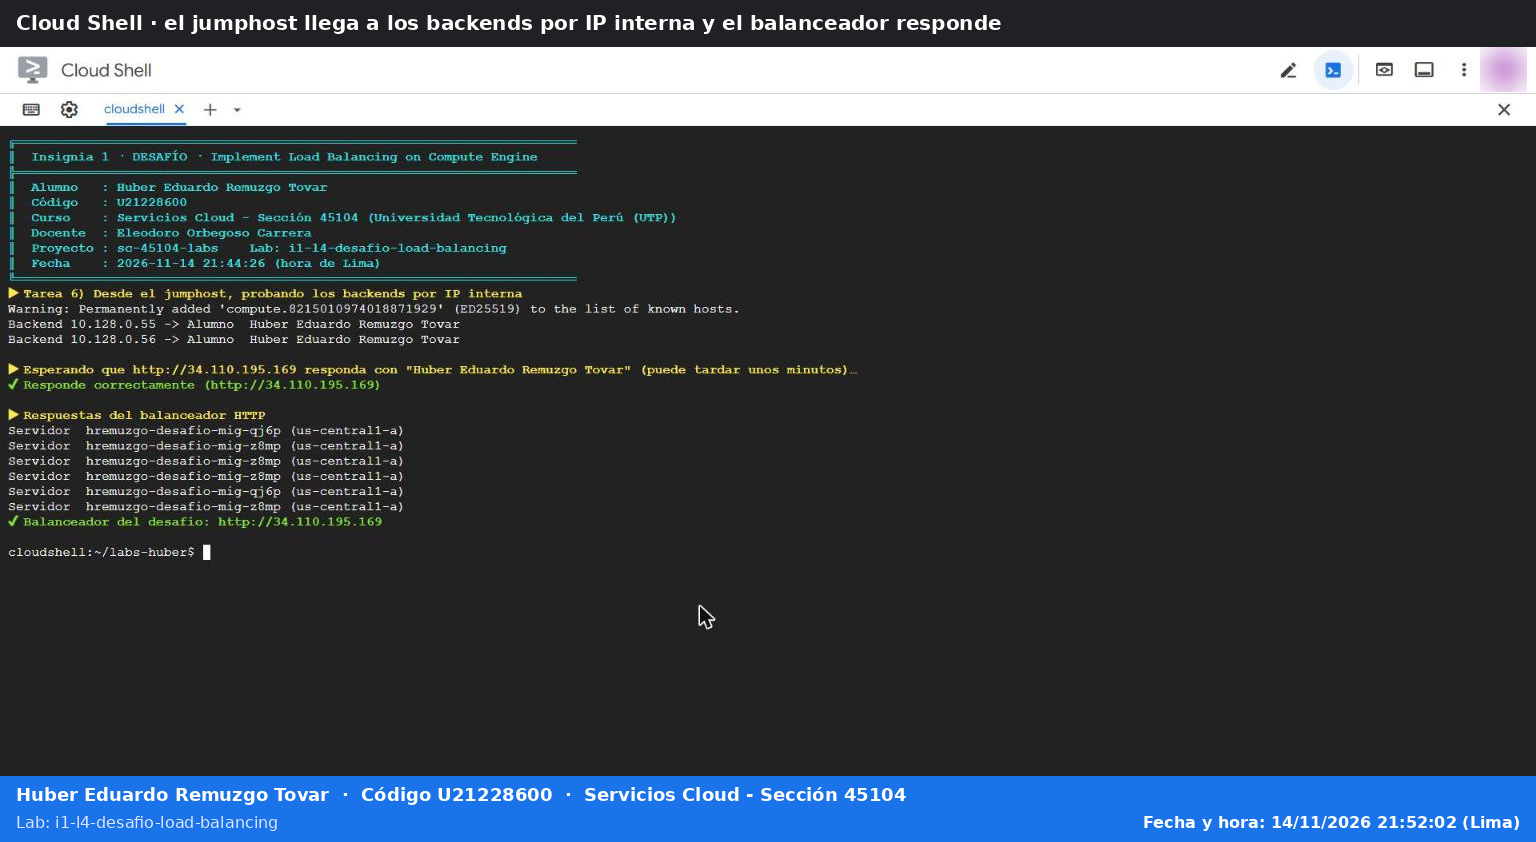 Cloud Shell · el jumphost llega a los backends por IP interna y el balanceador responde
Cloud Shell
cloudshell
Insignia 1 · DESAFÍO · Implement Load Balancing on Compute Engine
Alumno : Huber Eduardo Remuzgo Tovar
Código : U21228600
Curso : Servicios Cloud - Sección 45104 (Universidad Tecnológica del Perú (UTP))
Docente : Eleodoro Orbegoso Carrera
Proyecto : sc-45104-labs Lab: i1-l4-desafio-load-balancing
Fecha : 2026-11-14 21:44:26 (hora de Lima)
▶ Tarea 6) Desde el jumphost, probando los backends por IP interna
Warning: Permanently added 'compute.8215010974018871929' (ED25519) to the list of known hosts.
Backend 10.128.0.55 -> Alumno Huber Eduardo Remuzgo Tovar
Backend 10.128.0.56 -> Alumno Huber Eduardo Remuzgo Tovar
▶ Esperando que http://34.110.195.169 responda con "Huber Eduardo Remuzgo Tovar" (puede tardar unos minutos)…
✓ Responde correctamente (http://34.110.195.169)
▶ Respuestas del balanceador HTTP
Servidor hremuzgo-desafio-mig-qj6p (us-central1-a)
Servidor hremuzgo-desafio-mig-z8mp (us-central1-a)
Servidor hremuzgo-desafio-mig-z8mp (us-central1-a)
Servidor hremuzgo-desafio-mig-z8mp (us-central1-a)
Servidor hremuzgo-desafio-mig-qj6p (us-central1-a)
Servidor hremuzgo-desafio-mig-z8mp (us-central1-a)
✓ Balanceador del desafío: http://34.110.195.169
cloudshell:~/labs-huber$
Huber Eduardo Remuzgo Tovar · Código U21228600 · Servicios Cloud - Sección 45104
Lab: i1-l4-desafio-load-balancing
Fecha y hora: 14/11/2026 21:52:02 (Lima)